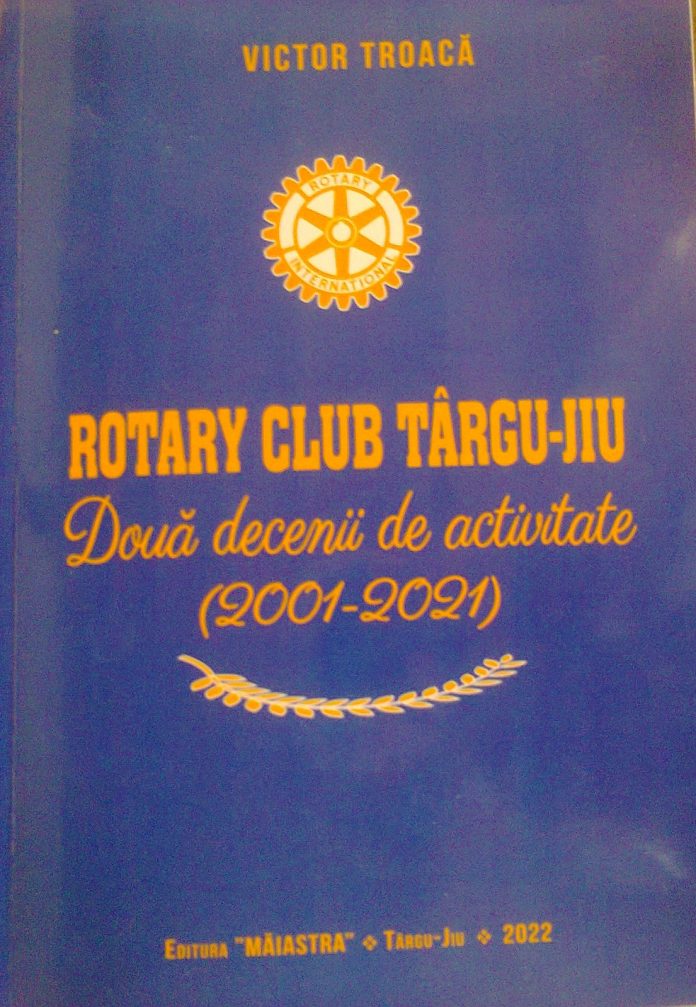 VICTOR TROACĂ
ROTARY
INTERNATIONAL
ROTARY CLUB TÂRGU-JIU
Două decenii de activitate
(2001-2021)
EDITURA "MĂIASTRA" ❖ TÂRGU-JIU ❖ 2022